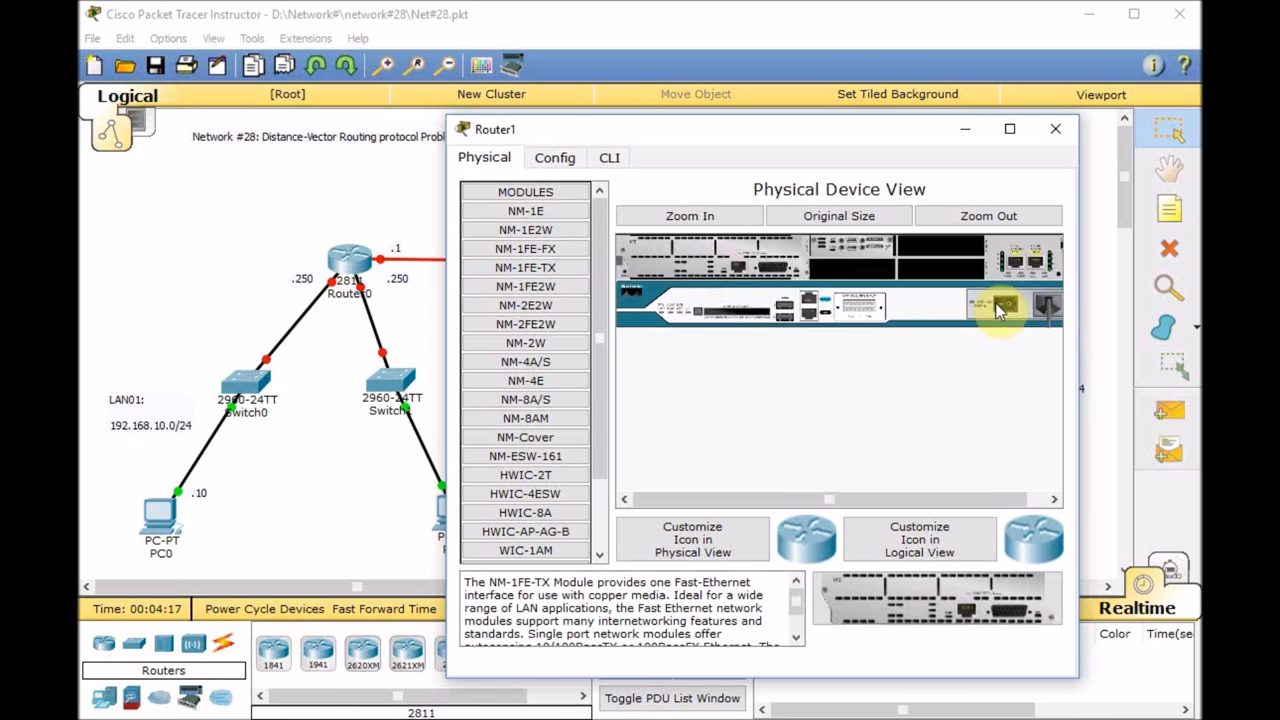 Cisco Packet Tracer Instructor - D:\Network#\network#28\Net#28.pkt
File Edit Options View Tools Extensions Help
Logical
[Root]
New Cluster
Move Object
Set Tiled Background
Viewport
Network #28: Distance-Vector Routing protocol Probl
.1
.250
.250
2811
Router0
2960-24TT
Switch0
2960-24TT
LAN01:
192.168.10.0/24
.10
PC-PT
PC0
Router1
Physical Config CLI
MODULES
NM-1E
NM-1E2W
NM-1FE-FX
NM-1FE-TX
NM-1FE2W
NM-2E2W
NM-2FE2W
NM-2W
NM-4A/S
NM-4E
NM-8A/S
NM-8AM
NM-Cover
NM-ESW-161
HWIC-2T
HWIC-4ESW
HWIC-8A
HWIC-AP-AG-B
WIC-1AM
Physical Device View
Zoom In
Original Size
Zoom Out
Customize
Icon in
Physical View
Customize
Icon in
Logical View
The NM-1FE-TX Module provides one Fast-Ethernet
interface for use with copper media. Ideal for a wide
range of LAN applications, the Fast Ethernet network
modules support many internetworking features and
standards. Single port network modules offer
Time: 00:04:17 Power Cycle Devices Fast Forward Time
Realtime
Routers
1841
1941
2620XM
2621XM
2811
Toggle PDU List Window
Color
Time(se